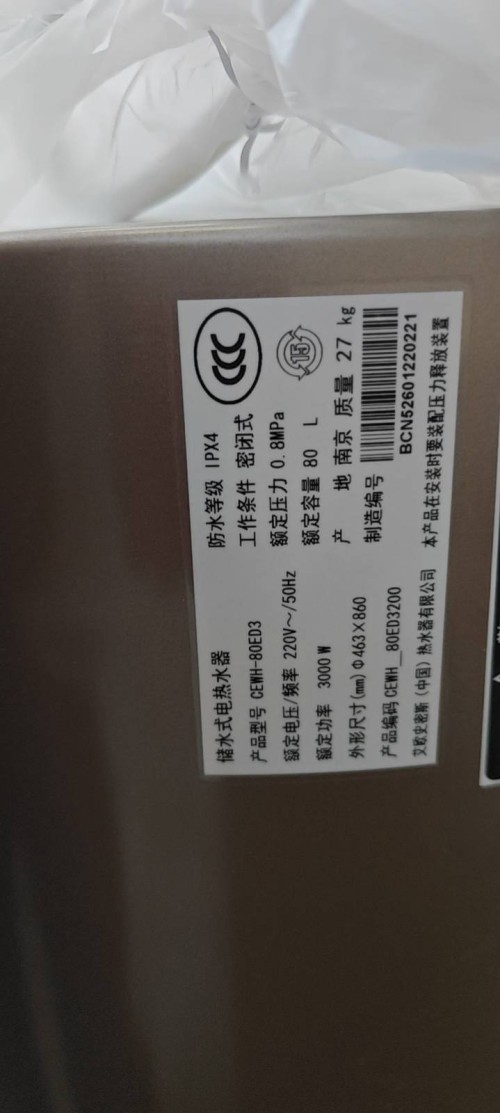 储水式电热水器
产品型号 CEWH-80ED3
额定电压/频率 220V～/50Hz
额定功率 3000 W
外形尺寸(mm) Φ463×860
产品编码 CEWH__80ED3200
艾欧史密斯（中国）热水器有限公司
防水等级 IPX4
工作条件 密闭式
额定压力 0.8MPa
额定容量 80 L
产 地 南京 质量 27 kg
制造编号
BCN52601220221
本产品在安装时要装配压力释放装置
CCC
15